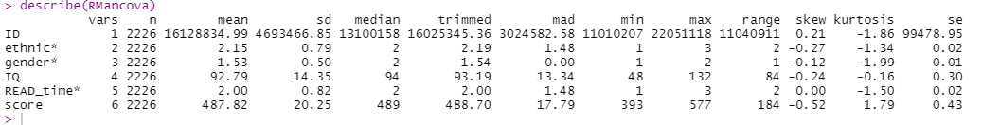 > describe(RMancova)
vars n mean sd median trimmed mad min max range skew kurtosis se
ID 1 2226 16128834.99 4693466.85 13100158 16025345.36 3024582.58 11010207 22051118 11040911 0.21 -1.86 99478.95
ethnic* 2 2226 2.15 0.79 2 2.19 1.48 1 3 2 -0.27 -1.34 0.02
gender* 3 2226 1.53 0.50 2 1.54 0.00 1 2 1 -0.12 -1.99 0.01
IQ 4 2226 92.79 14.35 94 93.19 13.34 48 132 84 -0.24 -0.16 0.30
READ_time* 5 2226 2.00 0.82 2 2.00 1.48 1 3 2 0.00 -1.50 0.02
score 6 2226 487.82 20.25 489 488.70 17.79 393 577 184 -0.52 1.79 0.43
>